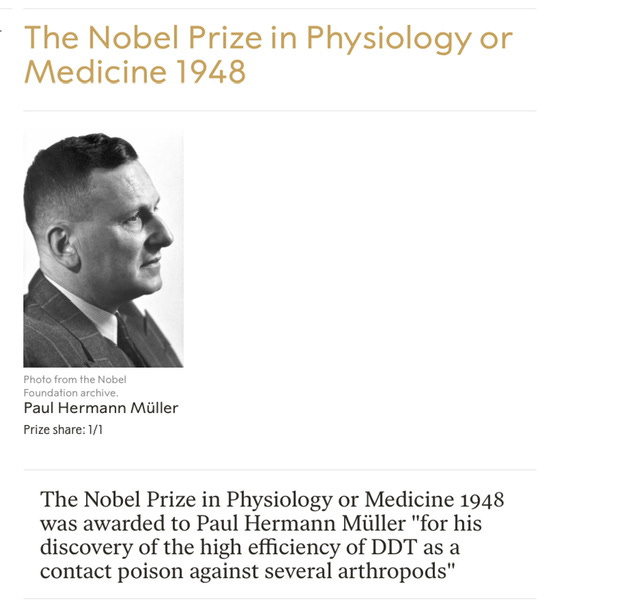 The Nobel Prize in Physiology or
Medicine 1948
Photo from the Nobel
Foundation archive.
Paul Hermann Müller
Prize share: 1/1
The Nobel Prize in Physiology or Medicine 1948
was awarded to Paul Hermann Müller "for his
discovery of the high efficiency of DDT as a
contact poison against several arthropods"